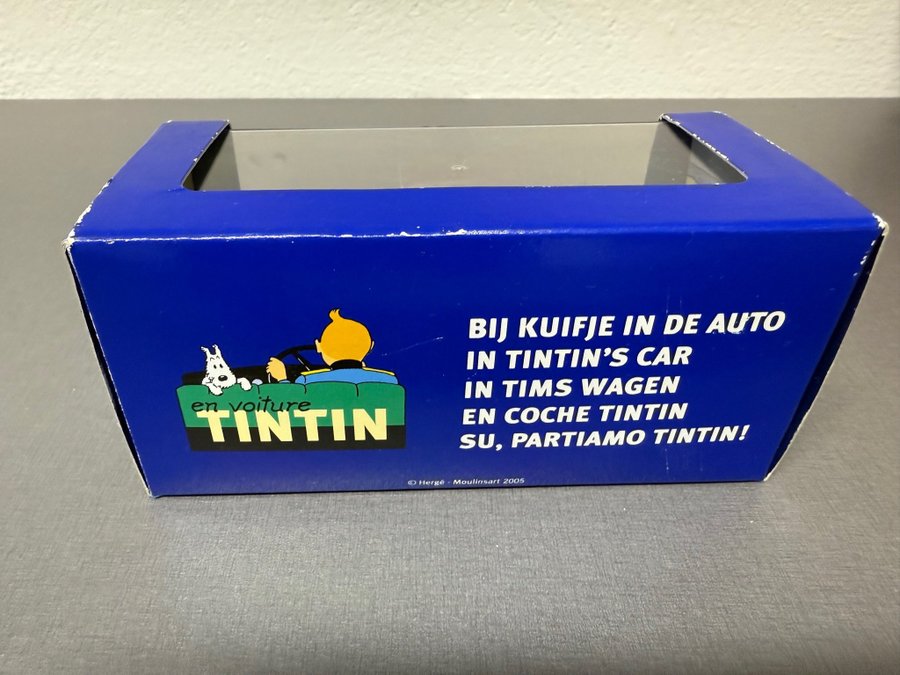 en voiture
TINTIN
BIJ KUIFJE IN DE AUTO
IN TINTIN'S CAR
IN TIMS WAGEN
EN COCHE TINTIN
SU, PARTIAMO TINTIN!
© Hergé - Moulinsart 2005